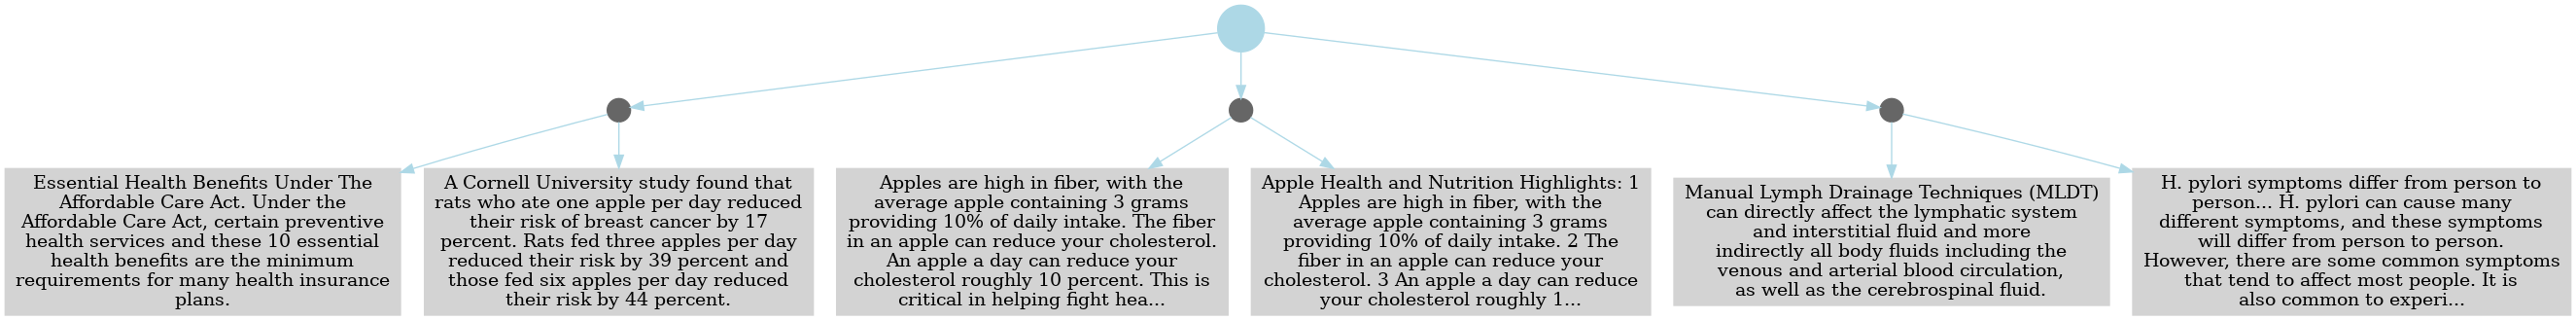 Essential Health Benefits Under The
Affordable Care Act. Under the
Affordable Care Act, certain preventive
health services and these 10 essential
health benefits are the minimum
requirements for many health insurance
plans.
A Cornell University study found that
rats who ate one apple per day reduced
their risk of breast cancer by 17
percent. Rats fed three apples per day
reduced their risk by 39 percent and
those fed six apples per day reduced
their risk by 44 percent.
Apples are high in fiber, with the
average apple containing 3 grams
providing 10% of daily intake. The fiber
in an apple can reduce your cholesterol.
An apple a day can reduce your
cholesterol roughly 10 percent. This is
critical in helping fight hea...
Apple Health and Nutrition Highlights: 1
Apples are high in fiber, with the
average apple containing 3 grams
providing 10% of daily intake. 2 The
fiber in an apple can reduce your
cholesterol. 3 An apple a day can reduce
your cholesterol roughly 1...
Manual Lymph Drainage Techniques (MLDT)
can directly affect the lymphatic system
and interstitial fluid and more
indirectly all body fluids including the
venous and arterial blood circulation,
as well as the cerebrospinal fluid.
H. pylori symptoms differ from person to
person... H. pylori can cause many
different symptoms, and these symptoms
will differ from person to person.
However, there are some common symptoms
that tend to affect most people. It is
also common to experi...